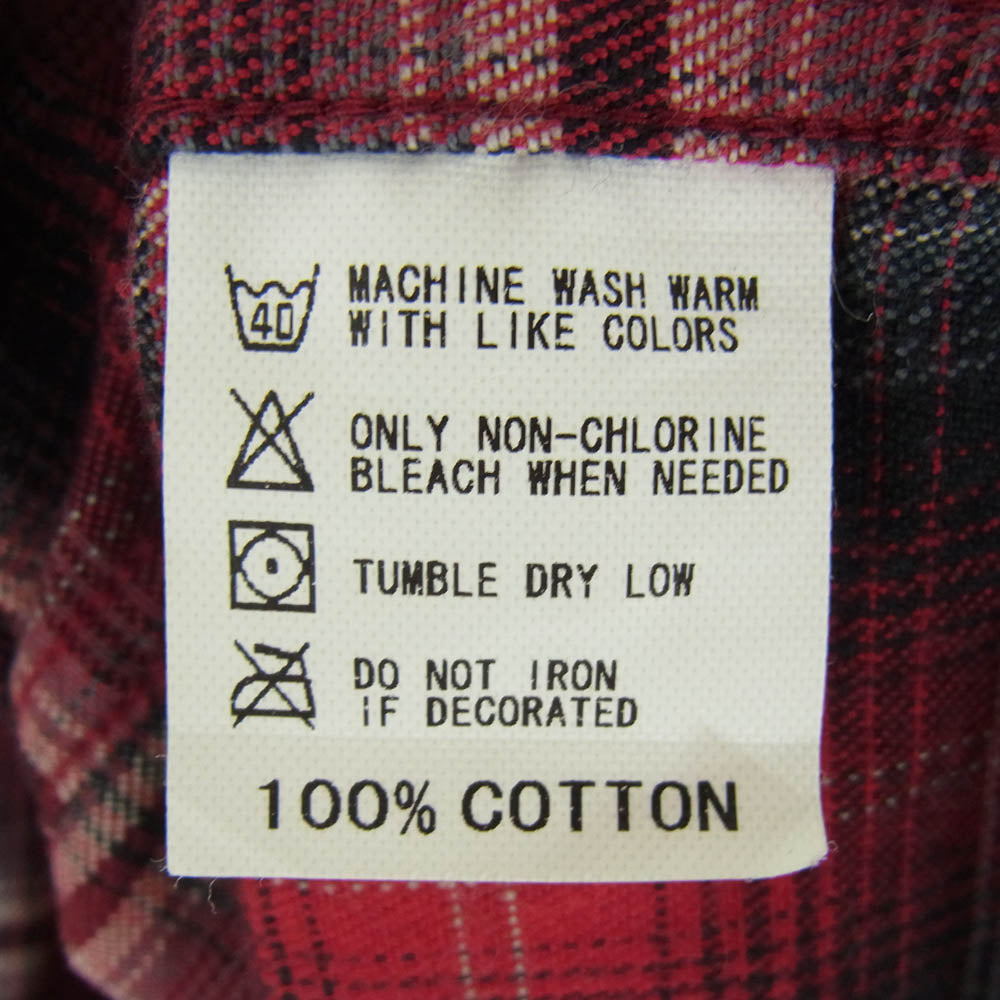 40
MACHINE WASH WARM
WITH LIKE COLORS
ONLY NON-CHLORINE
BLEACH WHEN NEEDED
TUMBLE DRY LOW
DO NOT IRON
IF DECORATED
100% COTTON